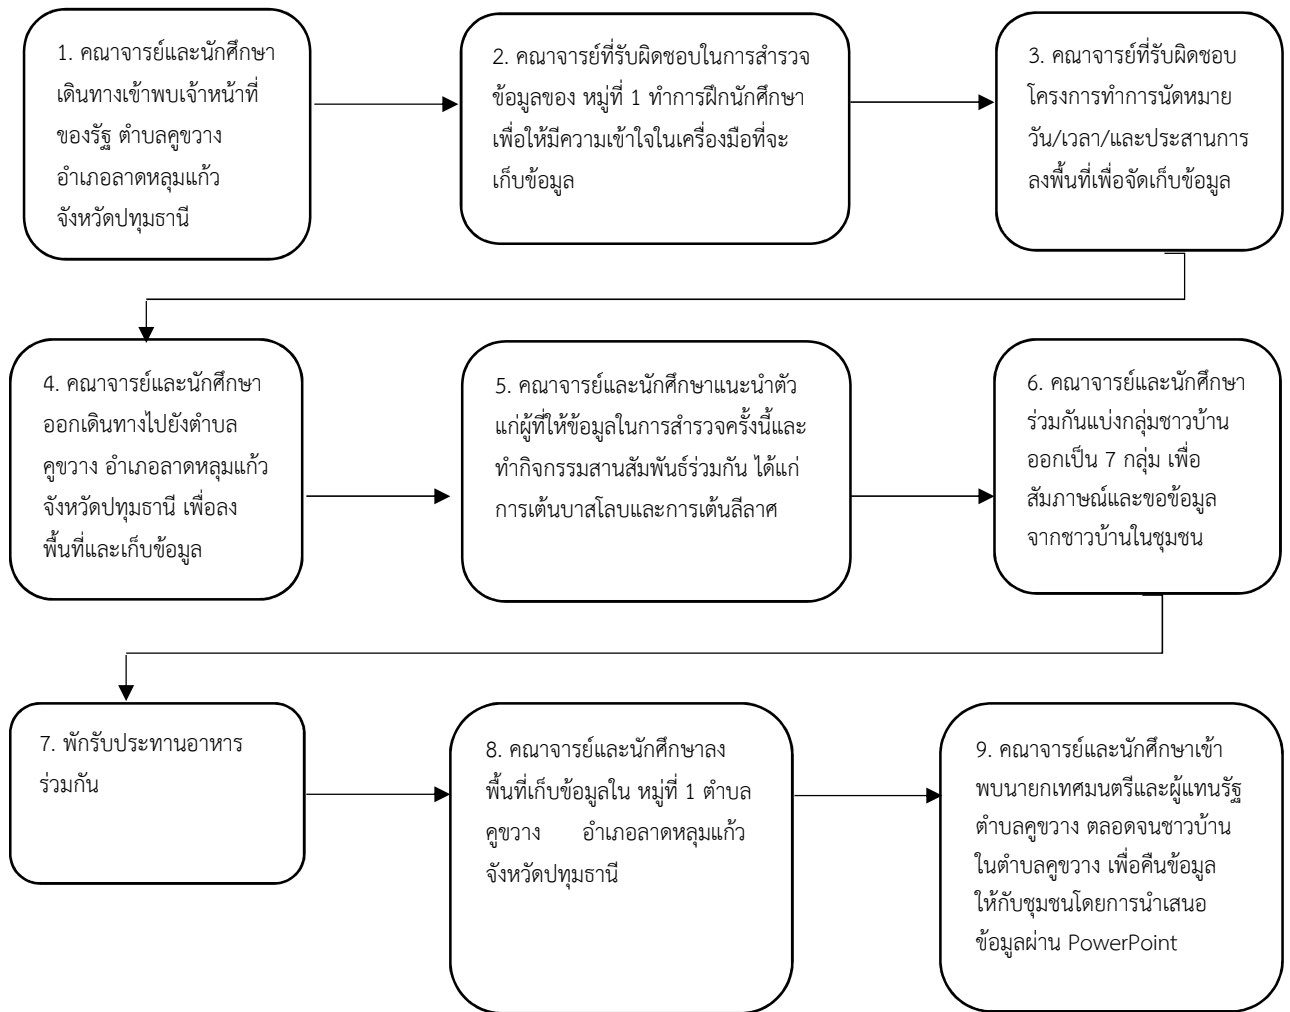 1. คณาจารย์และนักศึกษา
เดินทางเข้าพบเจ้าหน้าที่
ของรัฐ ตำบลคูขวาง
อำเภอลาดหลุมแก้ว
จังหวัดปทุมธานี
2. คณาจารย์ที่รับผิดชอบในการสำรวจ
ข้อมูลของ หมู่ที่ 1 ทำการฝึกนักศึกษา
เพื่อให้มีความเข้าใจในเครื่องมือที่จะ
เก็บข้อมูล
3. คณาจารย์ที่รับผิดชอบ
โครงการทำการนัดหมาย
วัน/เวลา/และประสานการ
ลงพื้นที่เพื่อจัดเก็บข้อมูล
4. คณาจารย์และนักศึกษา
ออกเดินทางไปยังตำบล
คูขวาง อำเภอลาดหลุมแก้ว
จังหวัดปทุมธานี เพื่อลง
พื้นที่และเก็บข้อมูล
5. คณาจารย์และนักศึกษาแนะนำตัว
แก่ผู้ที่ให้ข้อมูลในการสำรวจครั้งนี้และ
ทำกิจกรรมสานสัมพันธ์ร่วมกัน ได้แก่
การเต้นบาสโลบและการเต้นลีลาศ
6. คณาจารย์และนักศึกษา
ร่วมกันแบ่งกลุ่มชาวบ้าน
ออกเป็น 7 กลุ่ม เพื่อ
สัมภาษณ์และขอข้อมูล
จากชาวบ้านในชุมชน
7. พักรับประทานอาหาร
ร่วมกัน
8. คณาจารย์และนักศึกษาลง
พื้นที่เก็บข้อมูลใน หมู่ที่ 1 ตำบล
คูขวาง อำเภอลาดหลุมแก้ว
จังหวัดปทุมธานี
9. คณาจารย์และนักศึกษาเข้า
พบนายกเทศมนตรีและผู้แทนรัฐ
ตำบลคูขวาง ตลอดจนชาวบ้าน
ในตำบลคูขวาง เพื่อคืนข้อมูล
ให้กับชุมชนโดยการนำเสนอ
ข้อมูลผ่าน PowerPoint